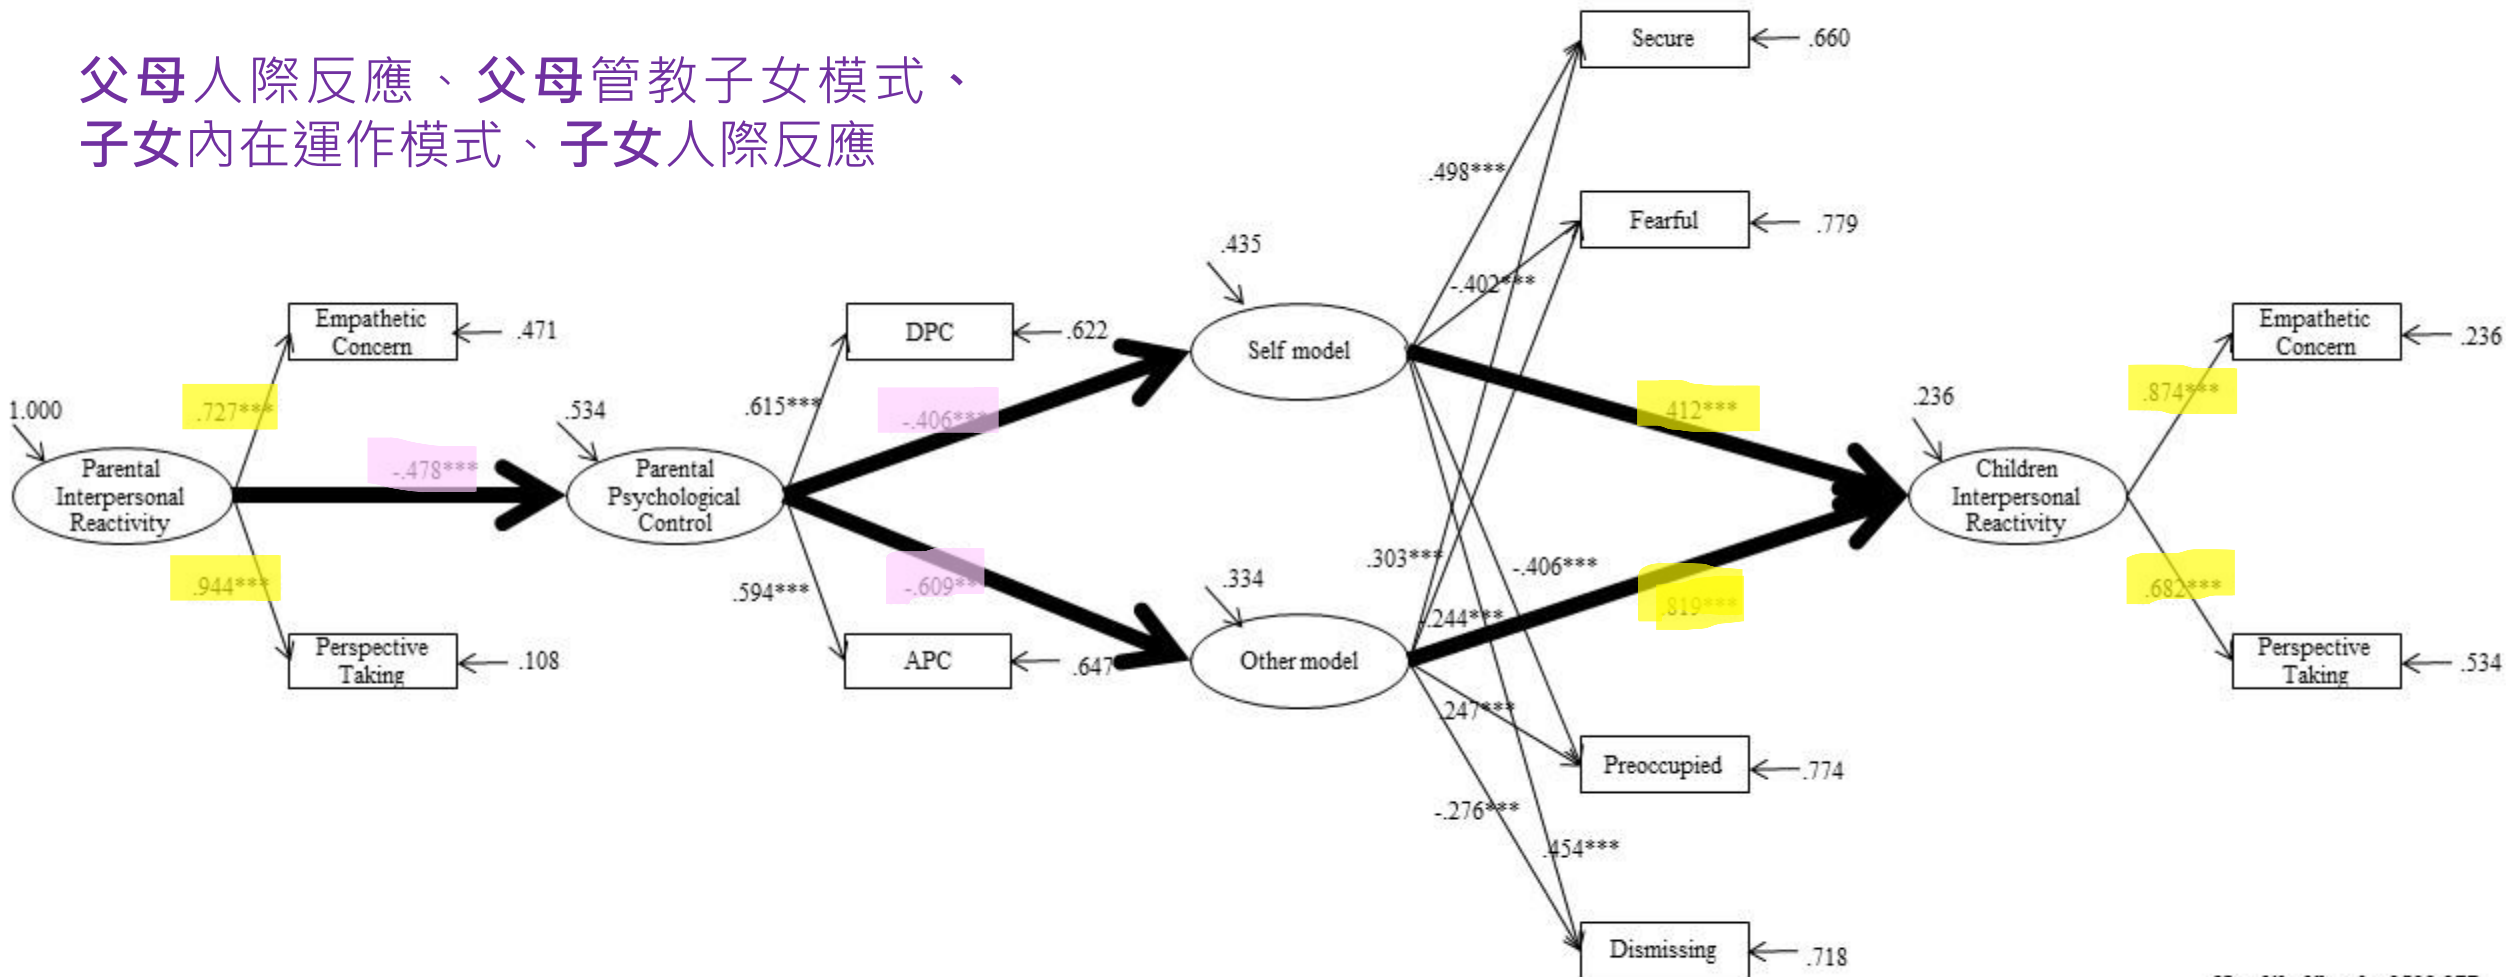 父母人際反應、父母管教子女模式、
子女內在運作模式、子女人際反應
Secure
.660
.498***
Fearful
.779
-.402***
.435
Self model
Empathetic
Concern
.471
DPC
.622
Empathetic
Concern
.236
1.000
.727***
.534
.615***
-.406***
.412***
.236
.874***
Parental
Interpersonal
Reactivity
-.478***
Parental
Psychological
Control
Children
Interpersonal
Reactivity
.944***
.594***
-.609**
.334
.303***
-.406***
.819***
.682***
.244***
Perspective
Taking
.108
APC
.647
Other model
Perspective
Taking
.534
.247***
Preoccupied
.774
-.276***
.454***
Dismissing
.718